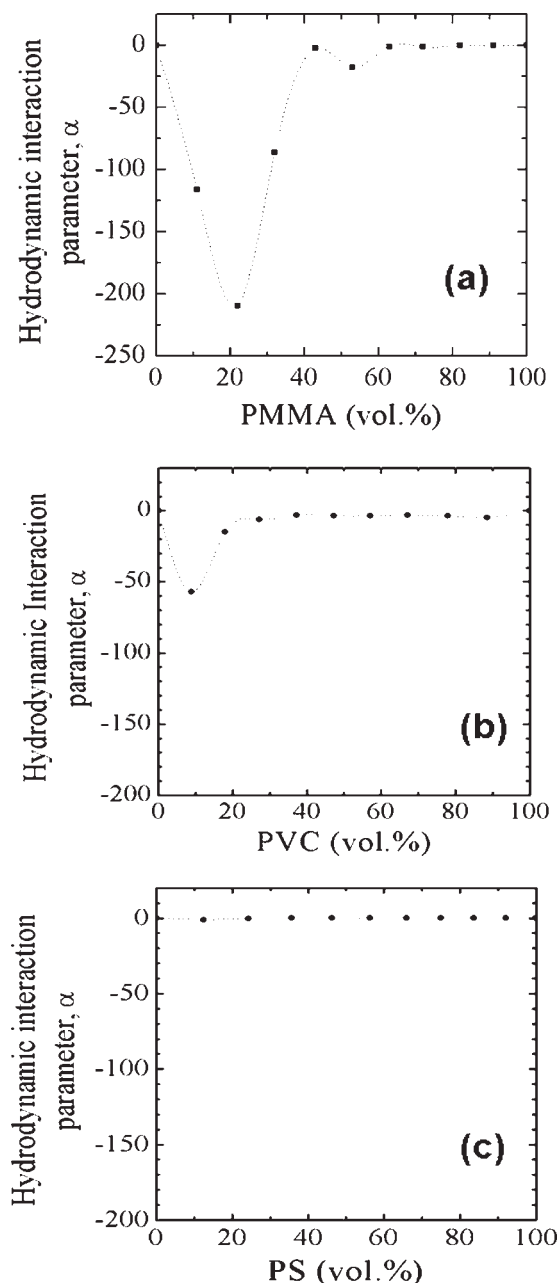 Hydrodynamic interaction
parameter, α
0
-50
-100
-150
-200
-250
(a)
0 20 40 60 80 100
PMMA (vol.%)
Hydrodynamic Interaction
parameter, α
0
-50
-100
-150
-200
(b)
0 20 40 60 80 100
PVC (vol.%)
Hydrodynamic interaction
parameter, α
0
-50
-100
-150
-200
(c)
0 20 40 60 80 100
PS (vol.%)